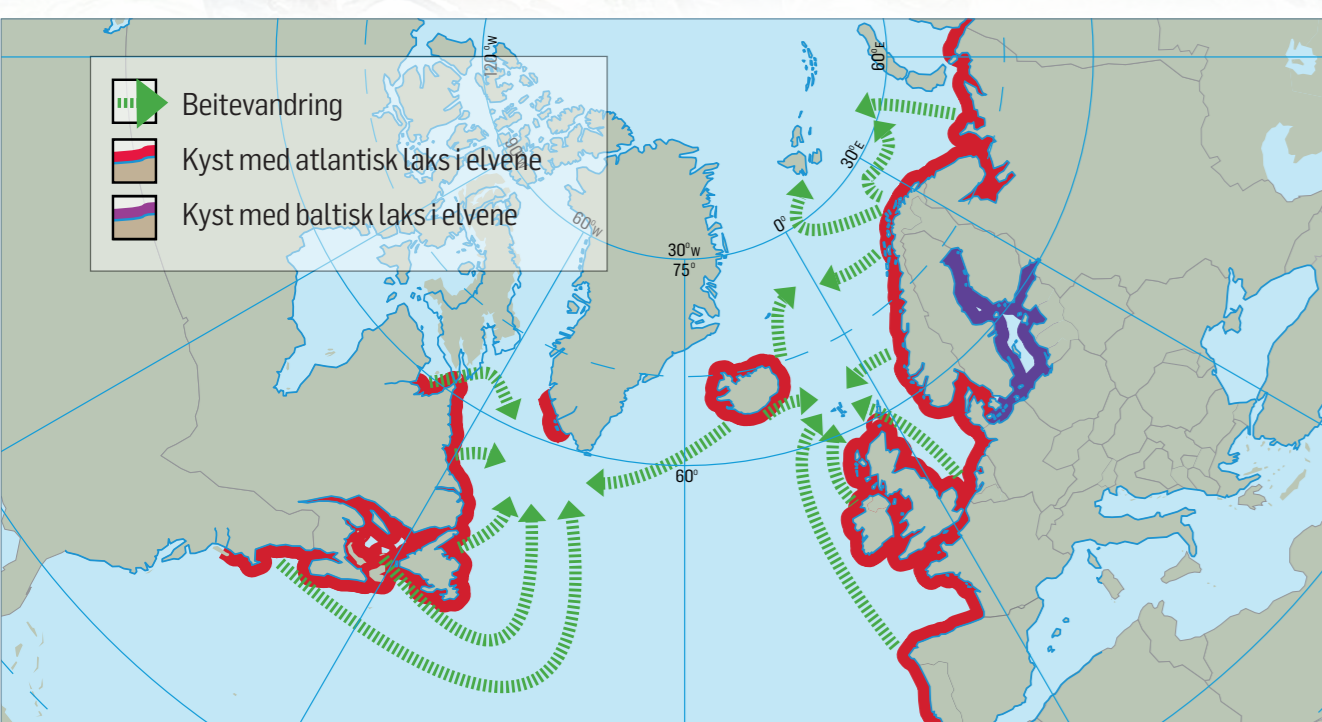 Beitevandring
Kyst med atlantisk laks i elvene
Kyst med baltisk laks i elvene
120°W
90°
60°W
30°W
75°
0°
30°E
60°E
60°